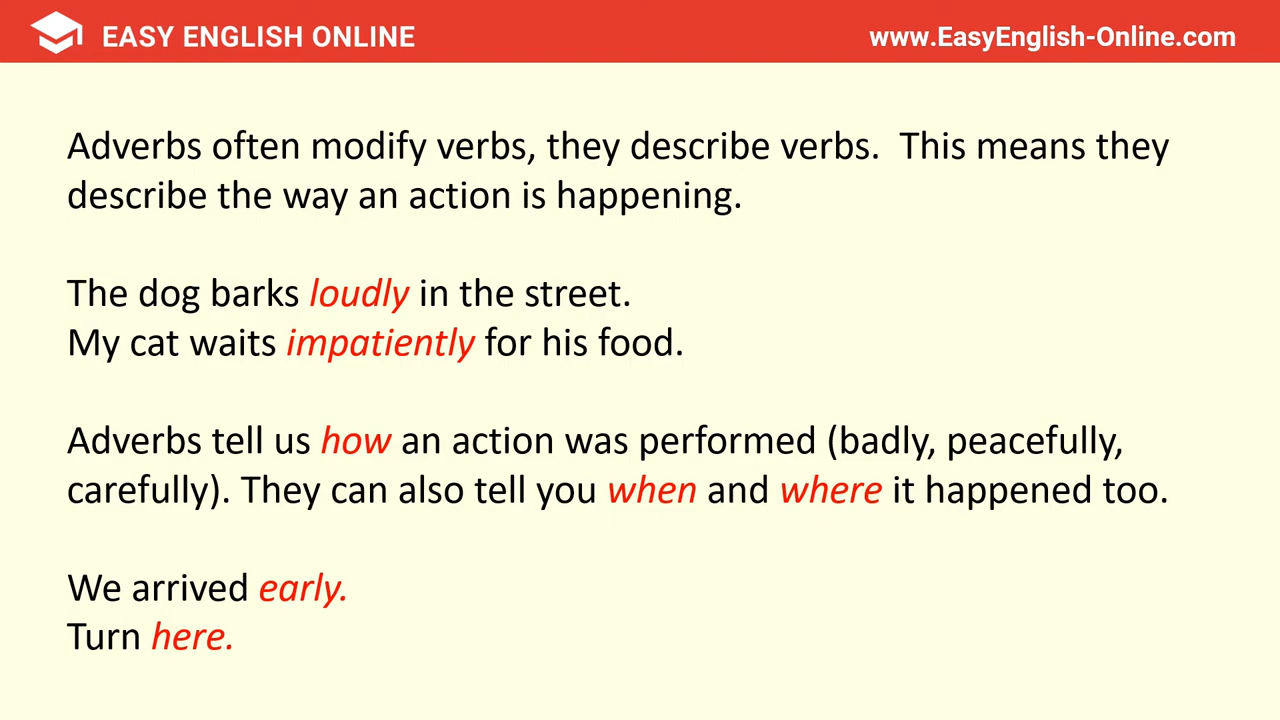 EASY ENGLISH ONLINE
www.EasyEnglish-Online.com
Adverbs often modify verbs, they describe verbs.  This means they
describe the way an action is happening.
The dog barks loudly in the street.
My cat waits impatiently for his food.
Adverbs tell us how an action was performed (badly, peacefully,
carefully). They can also tell you when and where it happened too.
We arrived early.
Turn here.